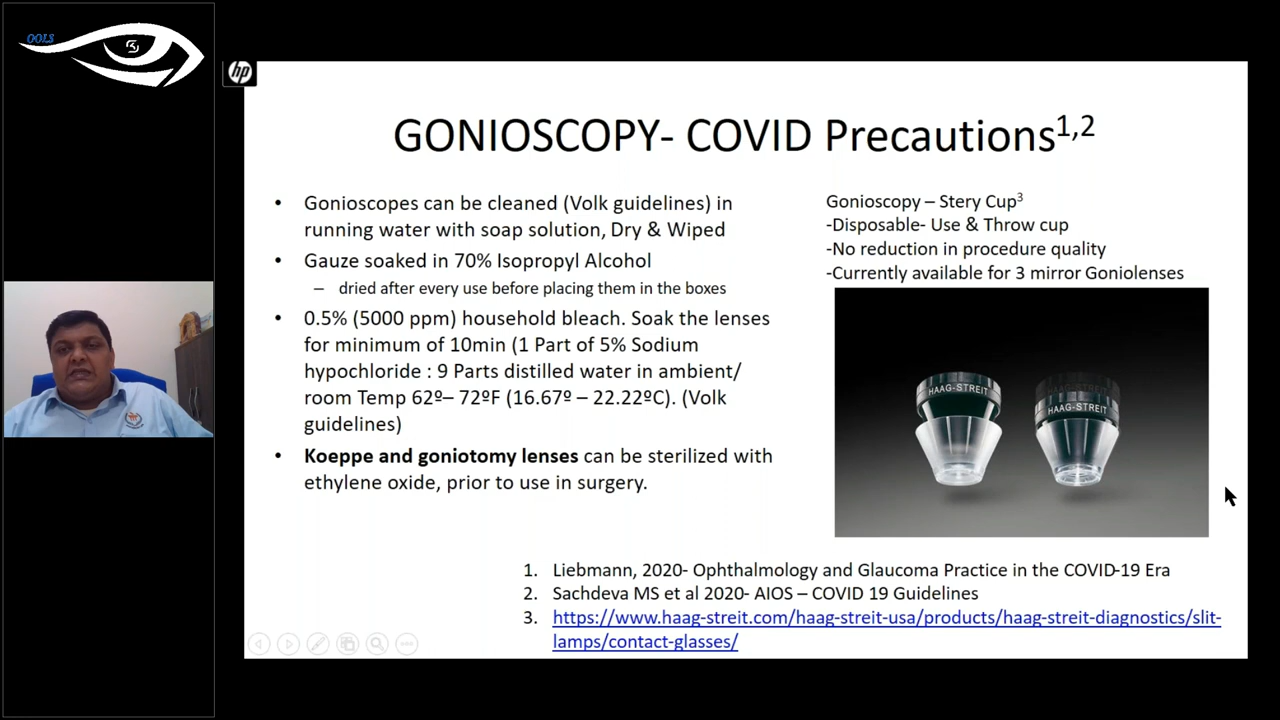 OOLS
hp
GONIOSCOPY- COVID Precautions1,2
• Gonioscopes can be cleaned (Volk guidelines) in
running water with soap solution, Dry & Wiped
• Gauze soaked in 70% Isopropyl Alcohol
– dried after every use before placing them in the boxes
• 0.5% (5000 ppm) household bleach. Soak the lenses
for minimum of 10min (1 Part of 5% Sodium
hypochloride : 9 Parts distilled water in ambient/
room Temp 62º– 72ºF (16.67º – 22.22ºC). (Volk
guidelines)
• Koeppe and goniotomy lenses can be sterilized with
ethylene oxide, prior to use in surgery.
Gonioscopy – Stery Cup3
-Disposable- Use & Throw cup
-No reduction in procedure quality
-Currently available for 3 mirror Goniolenses
HAAG-STREIT
HAAG-STREIT
1. Liebmann, 2020- Ophthalmology and Glaucoma Practice in the COVID-19 Era
2. Sachdeva MS et al 2020- AIOS – COVID 19 Guidelines
3. https://www.haag-streit.com/haag-streit-usa/products/haag-streit-diagnostics/slit-
lamps/contact-glasses/